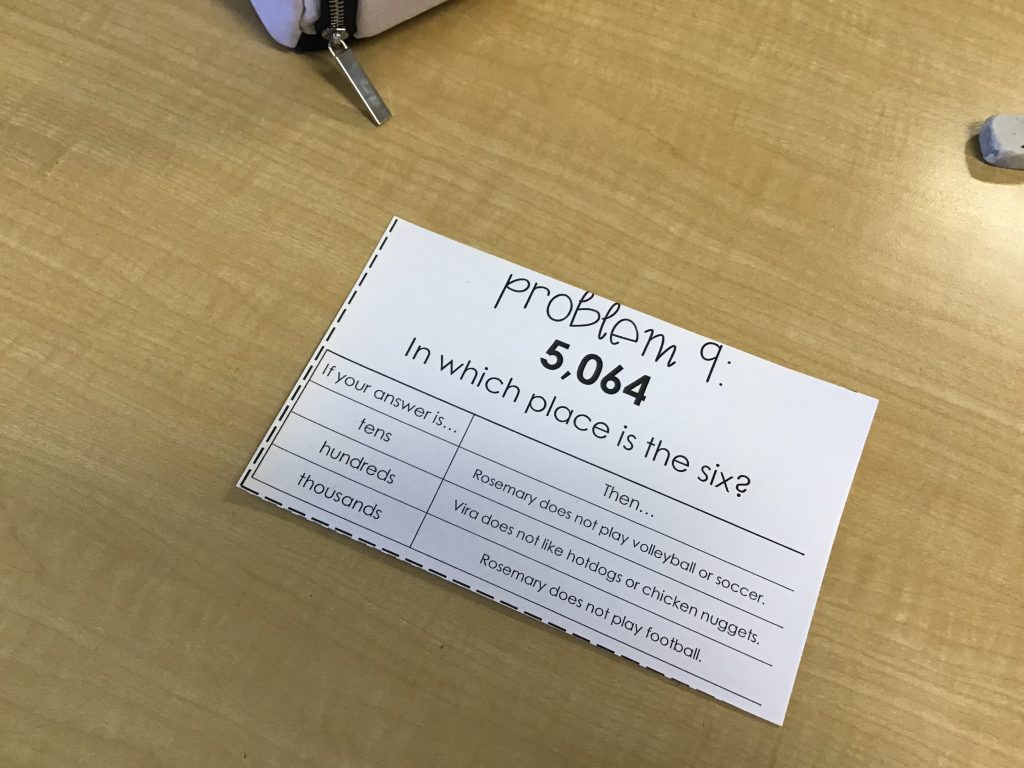 problem 9:
5,064
In which place is the six?
If your answer is... Then...
tens Rosemary does not play volleyball or soccer.
hundreds Vira does not like hotdogs or chicken nuggets.
thousands Rosemary does not play football.